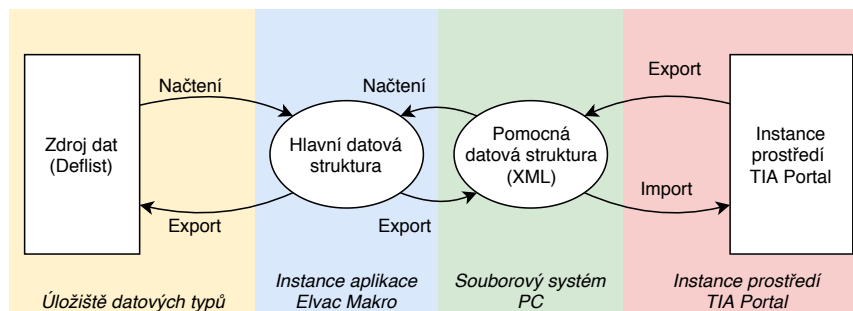 Zdroj dat
(Deflist)
Načtení
Export
Hlavní datová
struktura
Načtení
Export
Pomocná
datová struktura
(XML)
Export
Import
Instance
prostředí
TIA Portal
Úložiště datových typů
Instance aplikace
Elvac Makro
Souborový systém
PC
Instance prostředí
TIA Portal